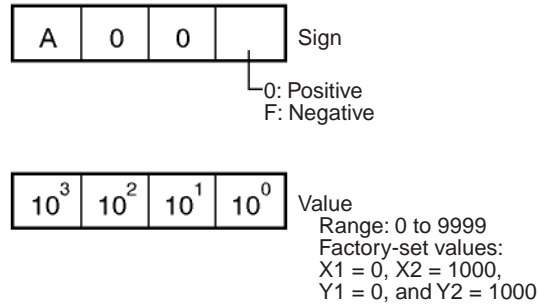 A 0 0 Sign
0: Positive
F: Negative
10³ 10² 10¹ 10⁰ Value
Range: 0 to 9999
Factory-set values:
X1 = 0, X2 = 1000,
Y1 = 0, and Y2 = 1000